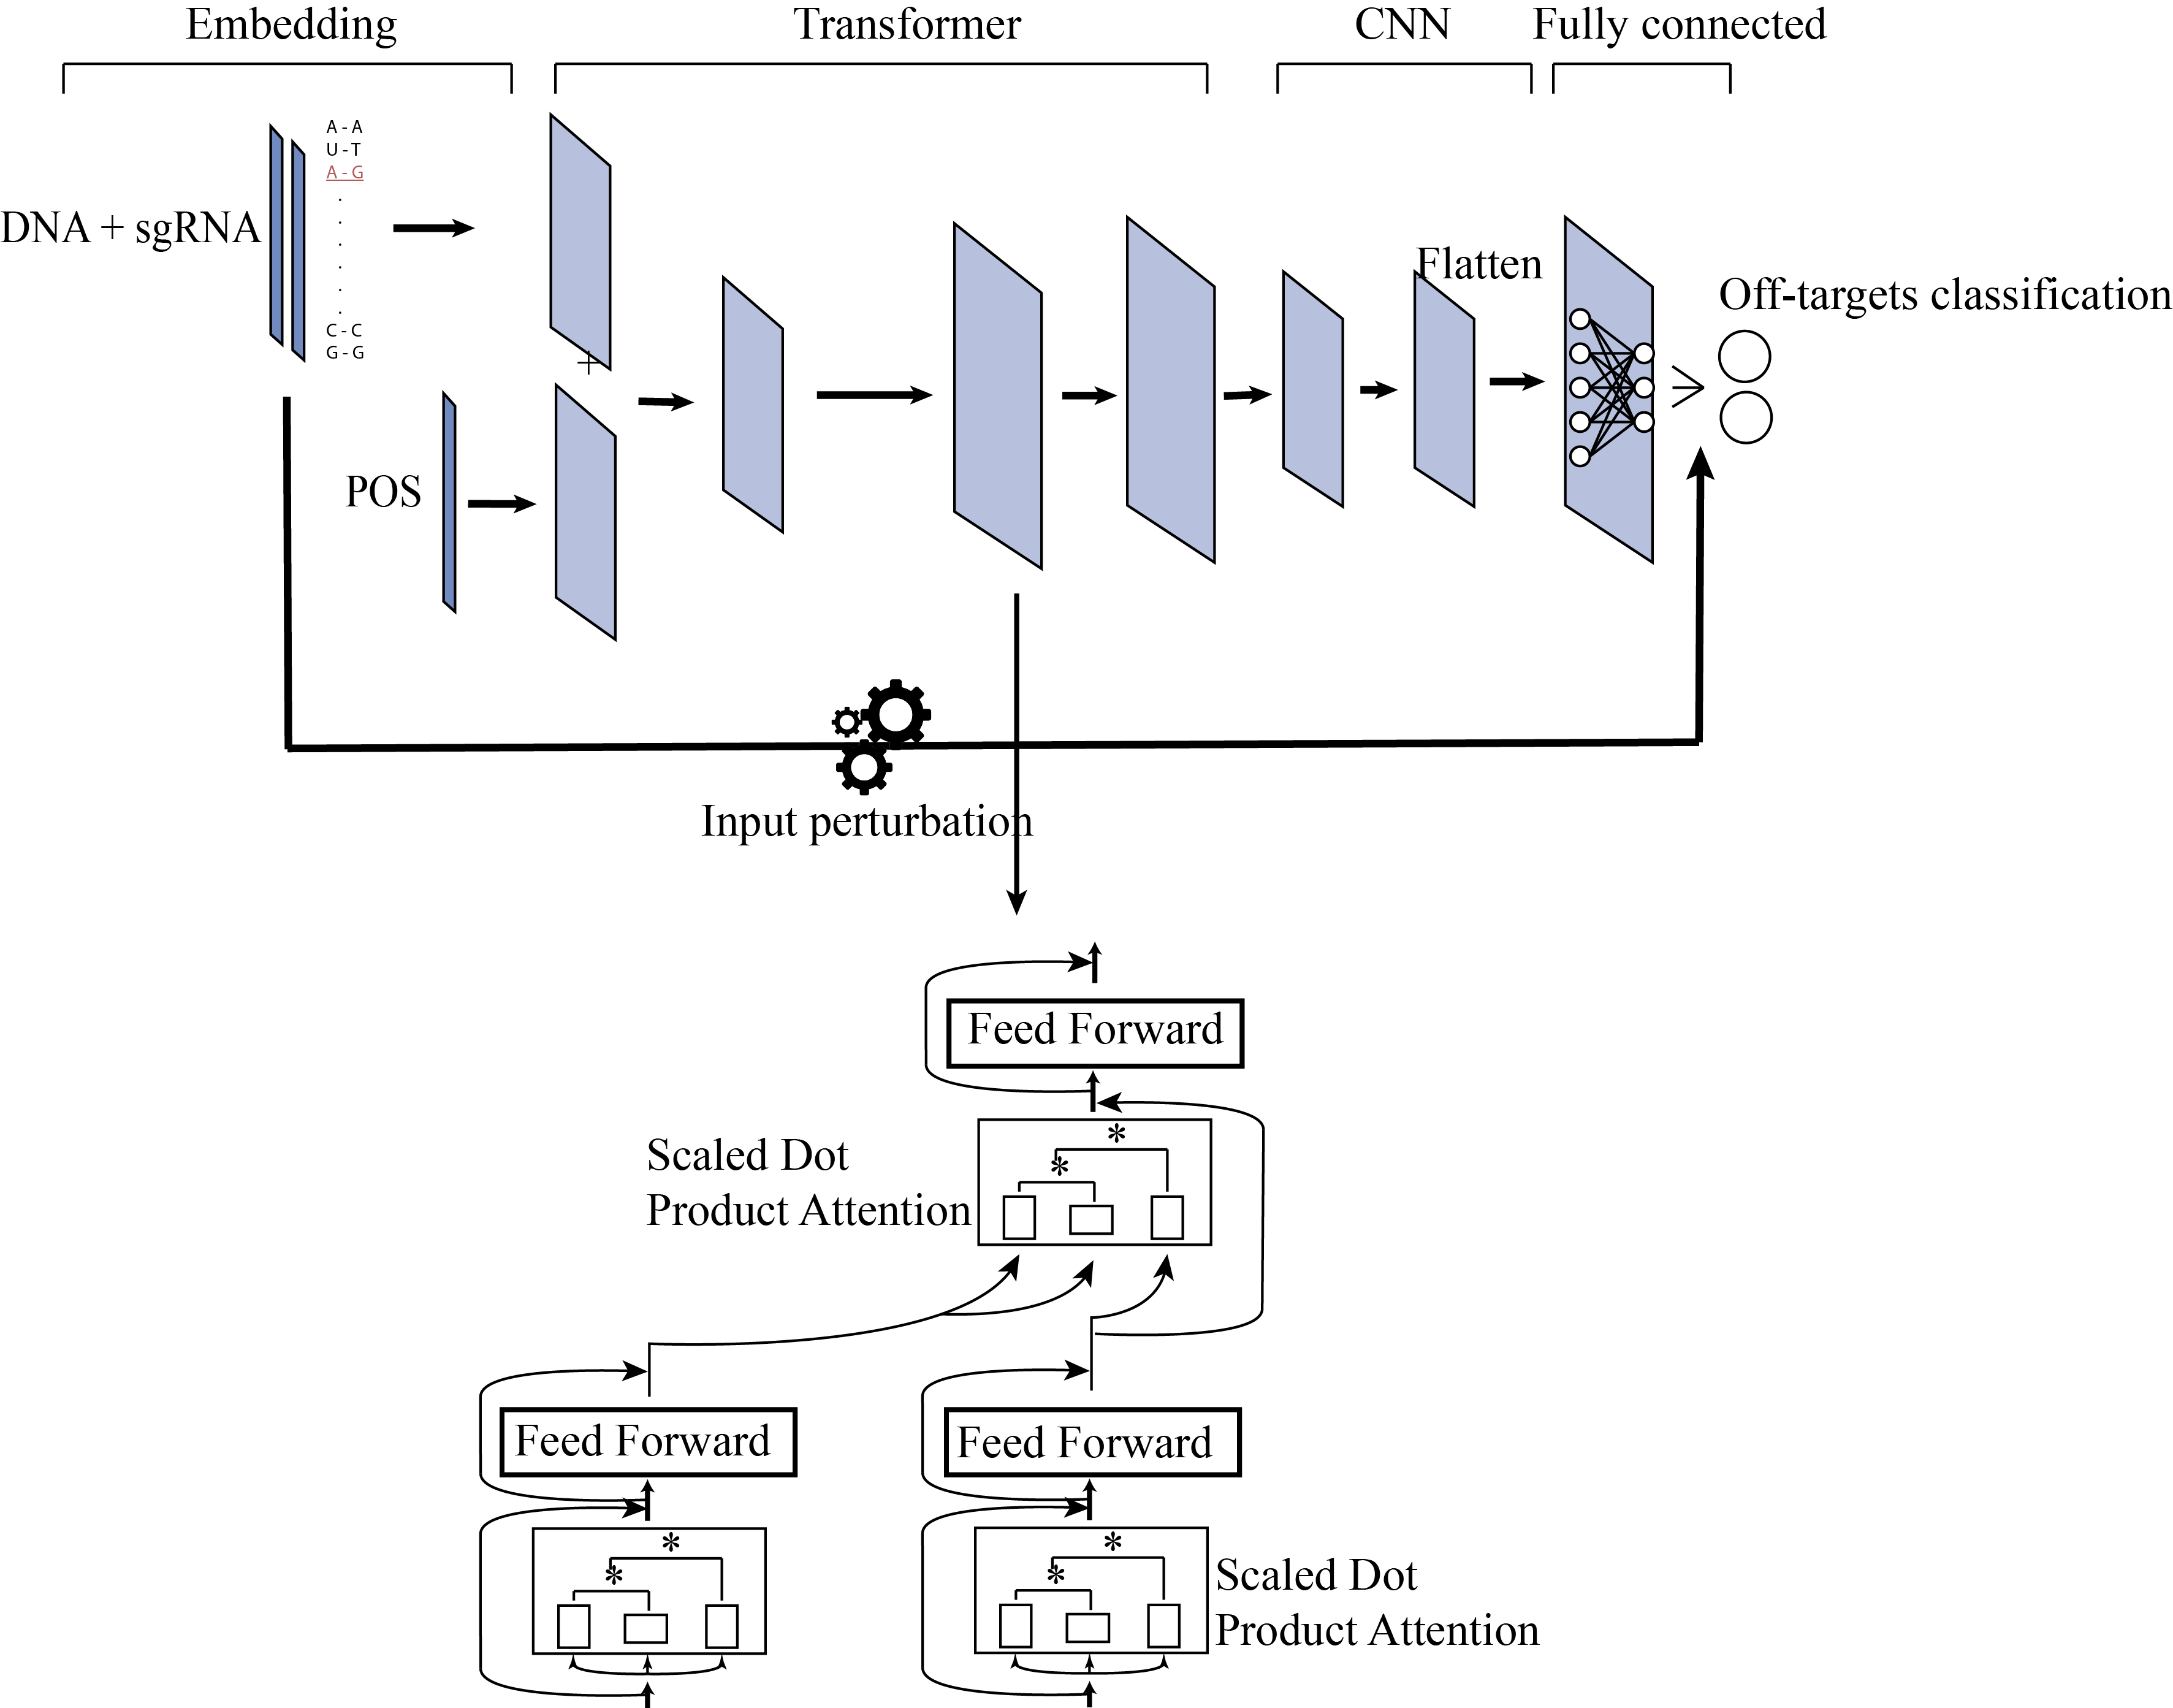 Embedding
Transformer
CNN
Fully connected
A - A
U - T
A - G
.
.
.
.
.
.
C - C
G - G
DNA + sgRNA
+
POS
Flatten
Off-targets classification
Input perturbation
Feed Forward
Scaled Dot
Product Attention
*
*
Feed Forward
Feed Forward
*
*
*
*
Scaled Dot
Product Attention